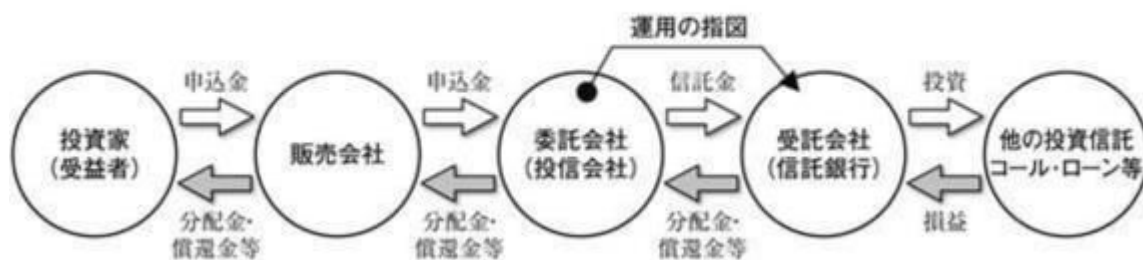 運用の指図
申込金
申込金
信託金
投資
投資家
(受益者)
販売会社
委託会社
(投信会社)
受託会社
(信託銀行)
他の投資信託
コール・ローン等
分配金・
償還金等
分配金・
償還金等
分配金・
償還金等
損益